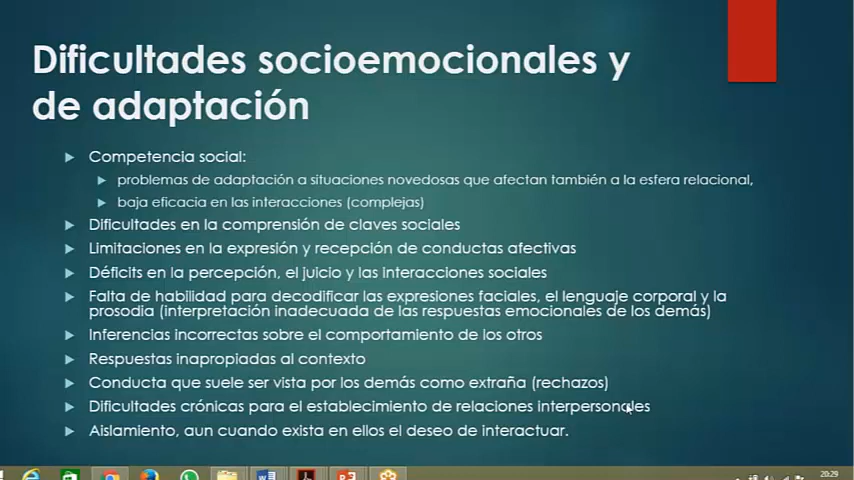 Dificultades socioemocionales y
de adaptación
Competencia social:
problemas de adaptación a situaciones novedosas que afectan también a la esfera relacional,
baja eficacia en las interacciones (complejas)
Dificultades en la comprensión de claves sociales
Limitaciones en la expresión y recepción de conductas afectivas
Déficits en la percepción, el juicio y las interacciones sociales
Falta de habilidad para decodificar las expresiones faciales, el lenguaje corporal y la
prosodia (interpretación inadecuada de las respuestas emocionales de los demás)
Inferencias incorrectas sobre el comportamiento de los otros
Respuestas inapropiadas al contexto
Conducta que suele ser vista por los demás como extraña (rechazos)
Dificultades crónicas para el establecimiento de relaciones interpersonales
Aislamiento, aun cuando exista en ellos el deseo de interactuar.
20:29